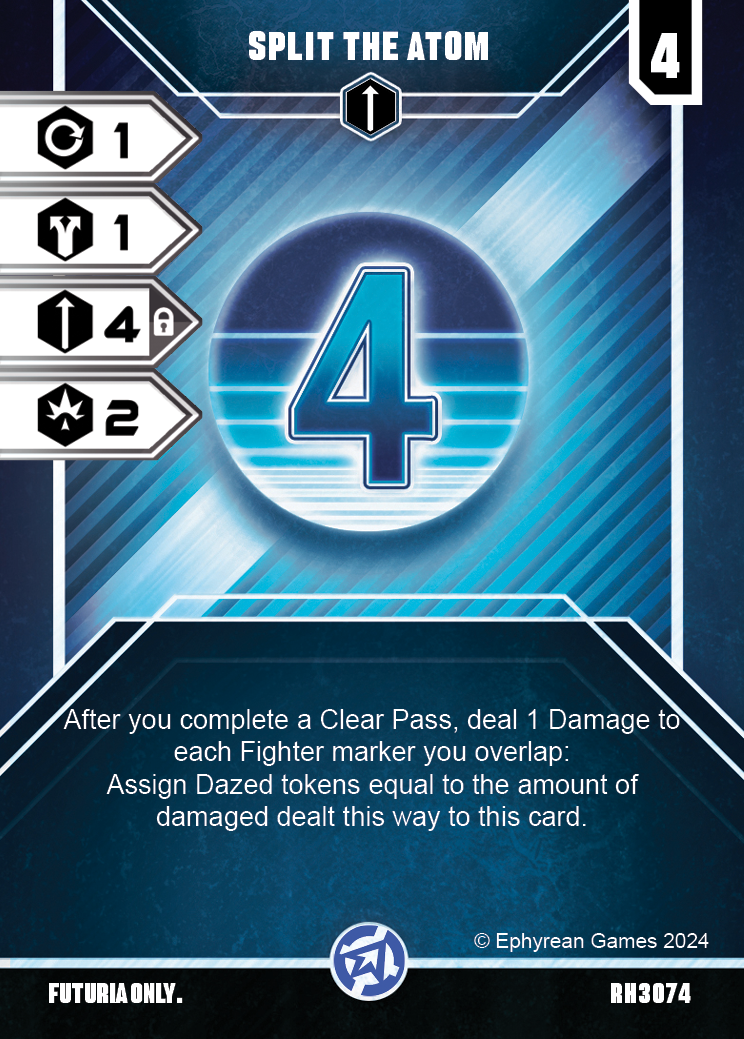 SPLIT THE ATOM
4
1
1
4
2
4
After you complete a Clear Pass, deal 1 Damage to
each Fighter marker you overlap:
Assign Dazed tokens equal to the amount of
damaged dealt this way to this card.
© Ephyrean Games 2024
FUTURIA ONLY.
RH3074